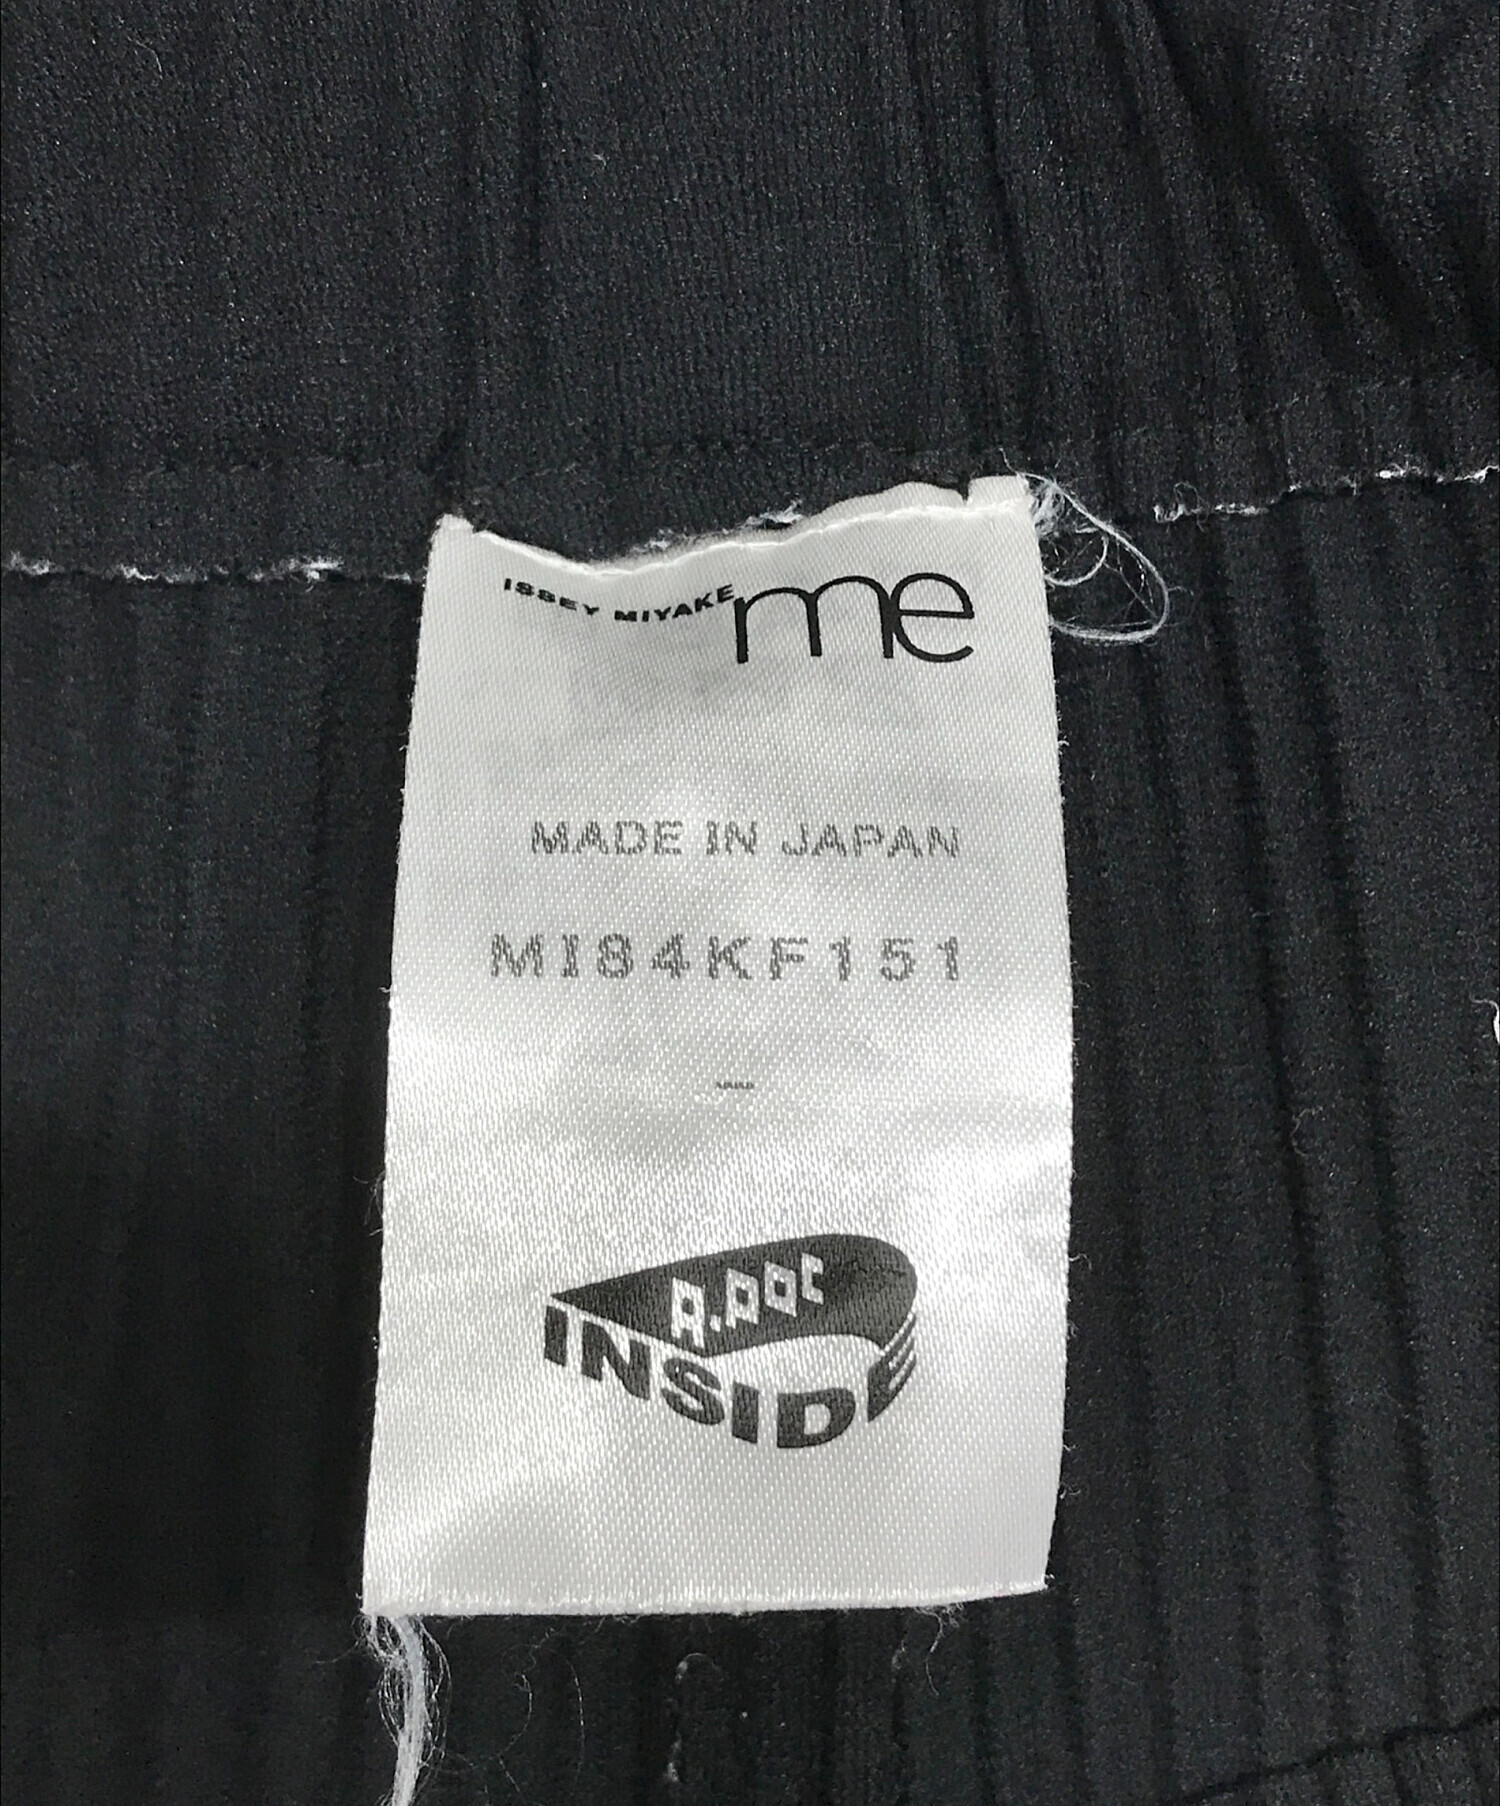 ISSEY MIYAKE me
MADE IN JAPAN
MI84KF151
A.POC
INSIDE